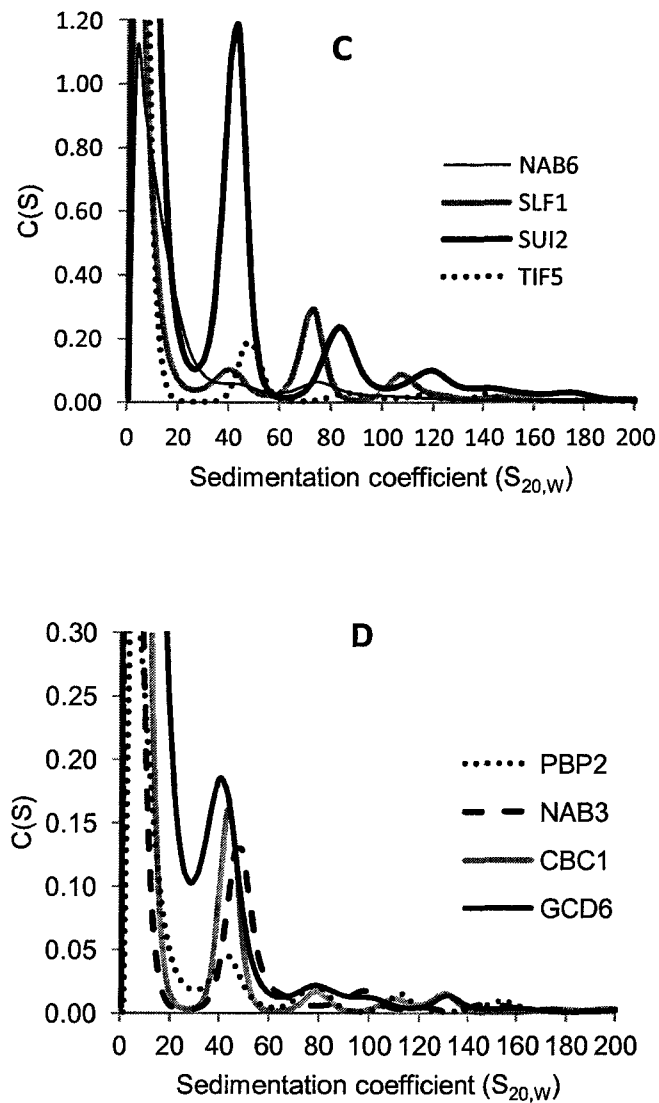 C
C(S)
1.20
1.00
0.80
0.60
0.40
0.20
0.00
NAB6
SLF1
SUI2
TIF5
0 20 40 60 80 100 120 140 160 180 200
Sedimentation coefficient (S20,W)
D
C(S)
0.30
0.25
0.20
0.15
0.10
0.05
0.00
PBP2
NAB3
CBC1
GCD6
0 20 40 60 80 100 120 140 160 180 200
Sedimentation coefficient (S20,W)